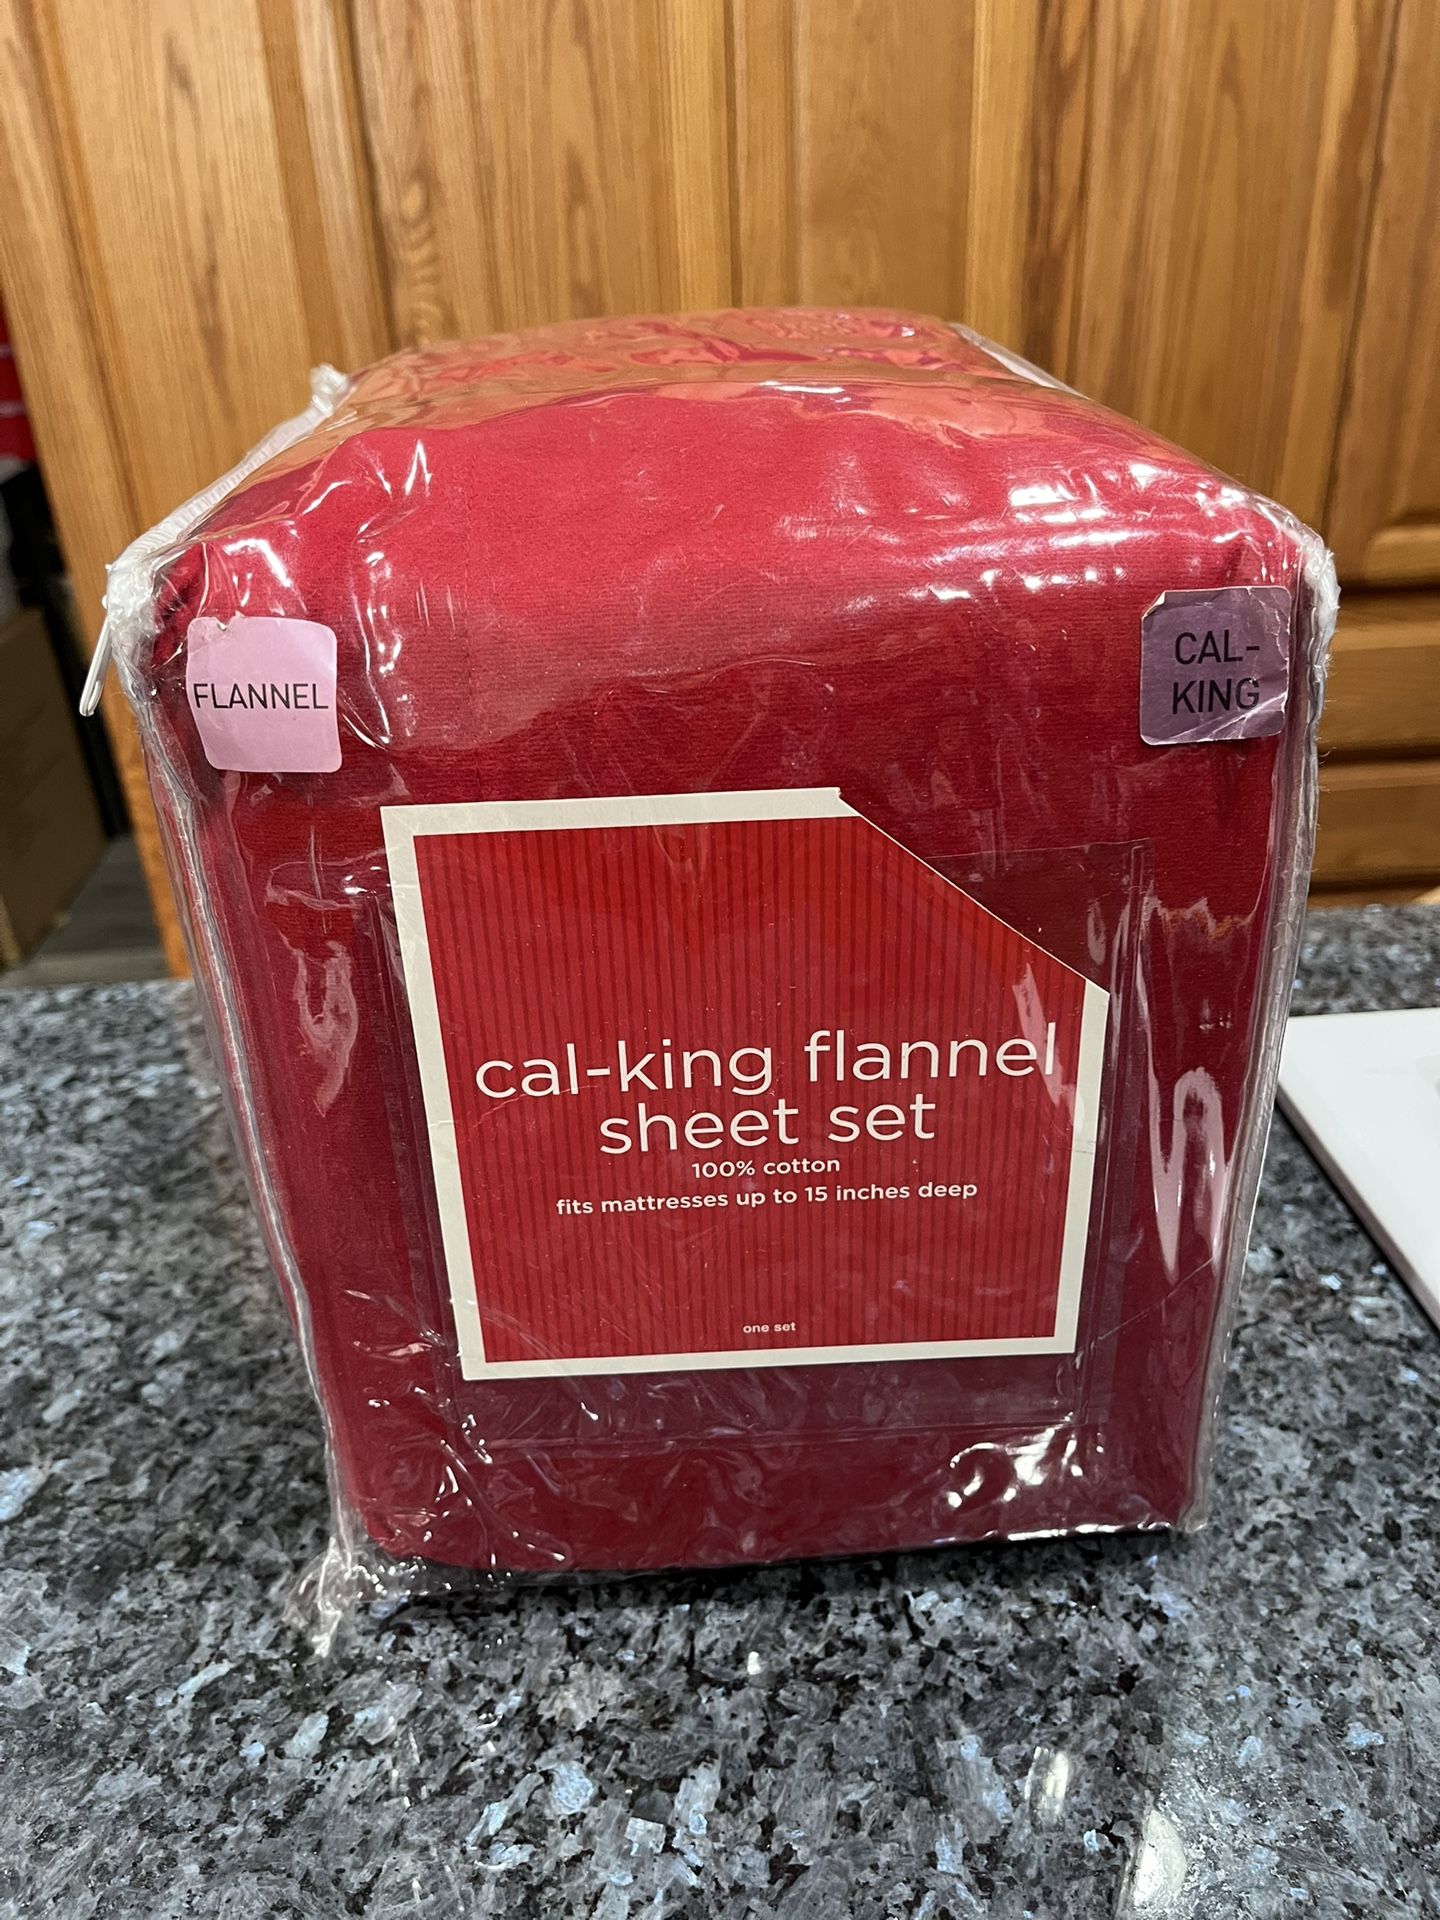 FLANNEL
CAL-
KING
cal-king flannel
sheet set
100% cotton
fits mattresses up to 15 inches deep
one set